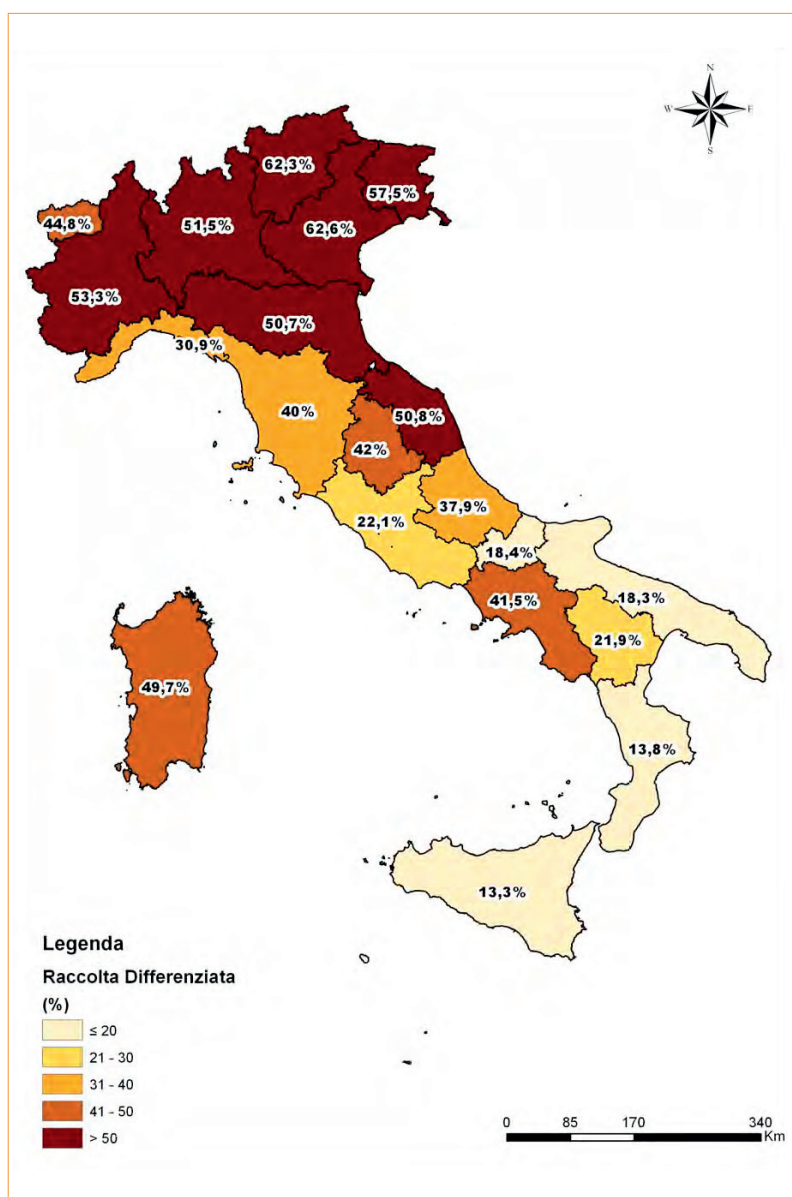 N
W E
S
62,3%
57,5%
44,8%
51,5%
62,6%
53,3%
50,7%
30,9%
40%
50,8%
42%
37,9%
22,1%
18,4%
18,3%
41,5%
21,9%
49,7%
13,8%
13,3%
Legenda
Raccolta Differenziata
(%)
≤ 20
21 - 30
31 - 40
41 - 50
> 50
0 85 170 340
Km